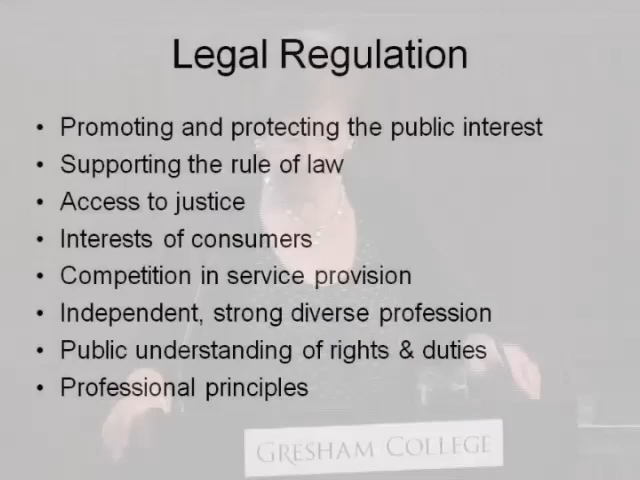 Legal Regulation
• Promoting and protecting the public interest
• Supporting the rule of law
• Access to justice
• Interests of consumers
• Competition in service provision
• Independent, strong diverse profession
• Public understanding of rights & duties
• Professional principles
GRESHAM COLLEGE